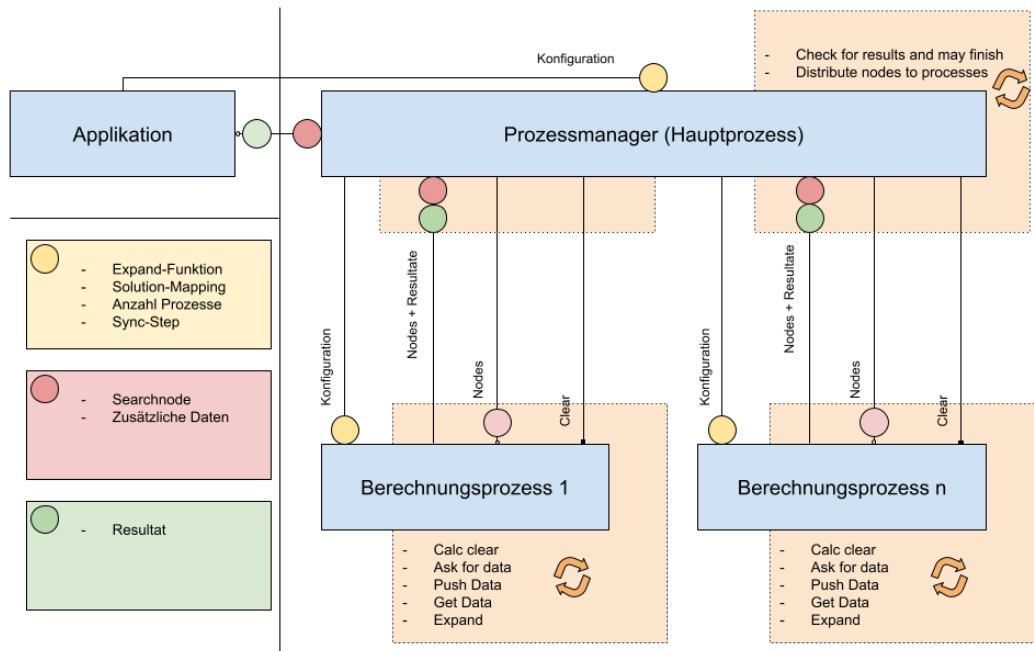 Konfiguration
- Check for results and may finish
- Distribute nodes to processes
Applikation
Prozessmanager (Hauptprozess)
- Expand-Funktion
- Solution-Mapping
- Anzahl Prozesse
- Sync-Step
- Searchnode
- Zusätzliche Daten
- Resultat
Konfiguration
Nodes + Resultate
Nodes
Clear
Konfiguration
Nodes + Resultate
Nodes
Clear
Berechnungsprozess 1
- Calc clear
- Ask for data
- Push Data
- Get Data
- Expand
Berechnungsprozess n
- Calc clear
- Ask for data
- Push Data
- Get Data
- Expand